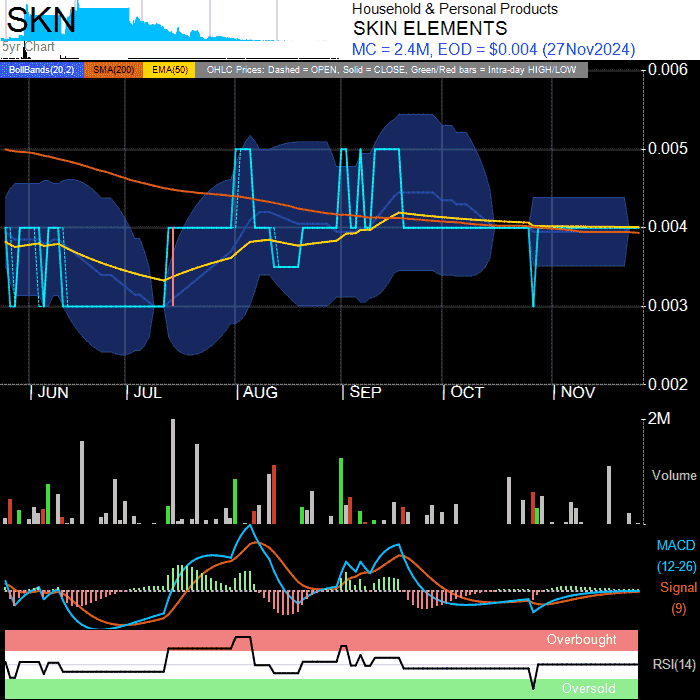 SKN
Household & Personal Products
SKIN ELEMENTS
5yr Chart
MC = 2.4M, EOD = $0.004 (27Nov2024)
BollBands(20,2) SMA(200) EMA(50) OHLC Prices: Dashed = OPEN, Solid = CLOSE, Green/Red bars = Intra-day HIGH/LOW
0.006
0.005
0.004
0.003
0.002
JUN JUL AUG SEP OCT NOV
2M
Volume
MACD
(12-26)
Signal
(9)
Overbought
RSI(14)
Oversold